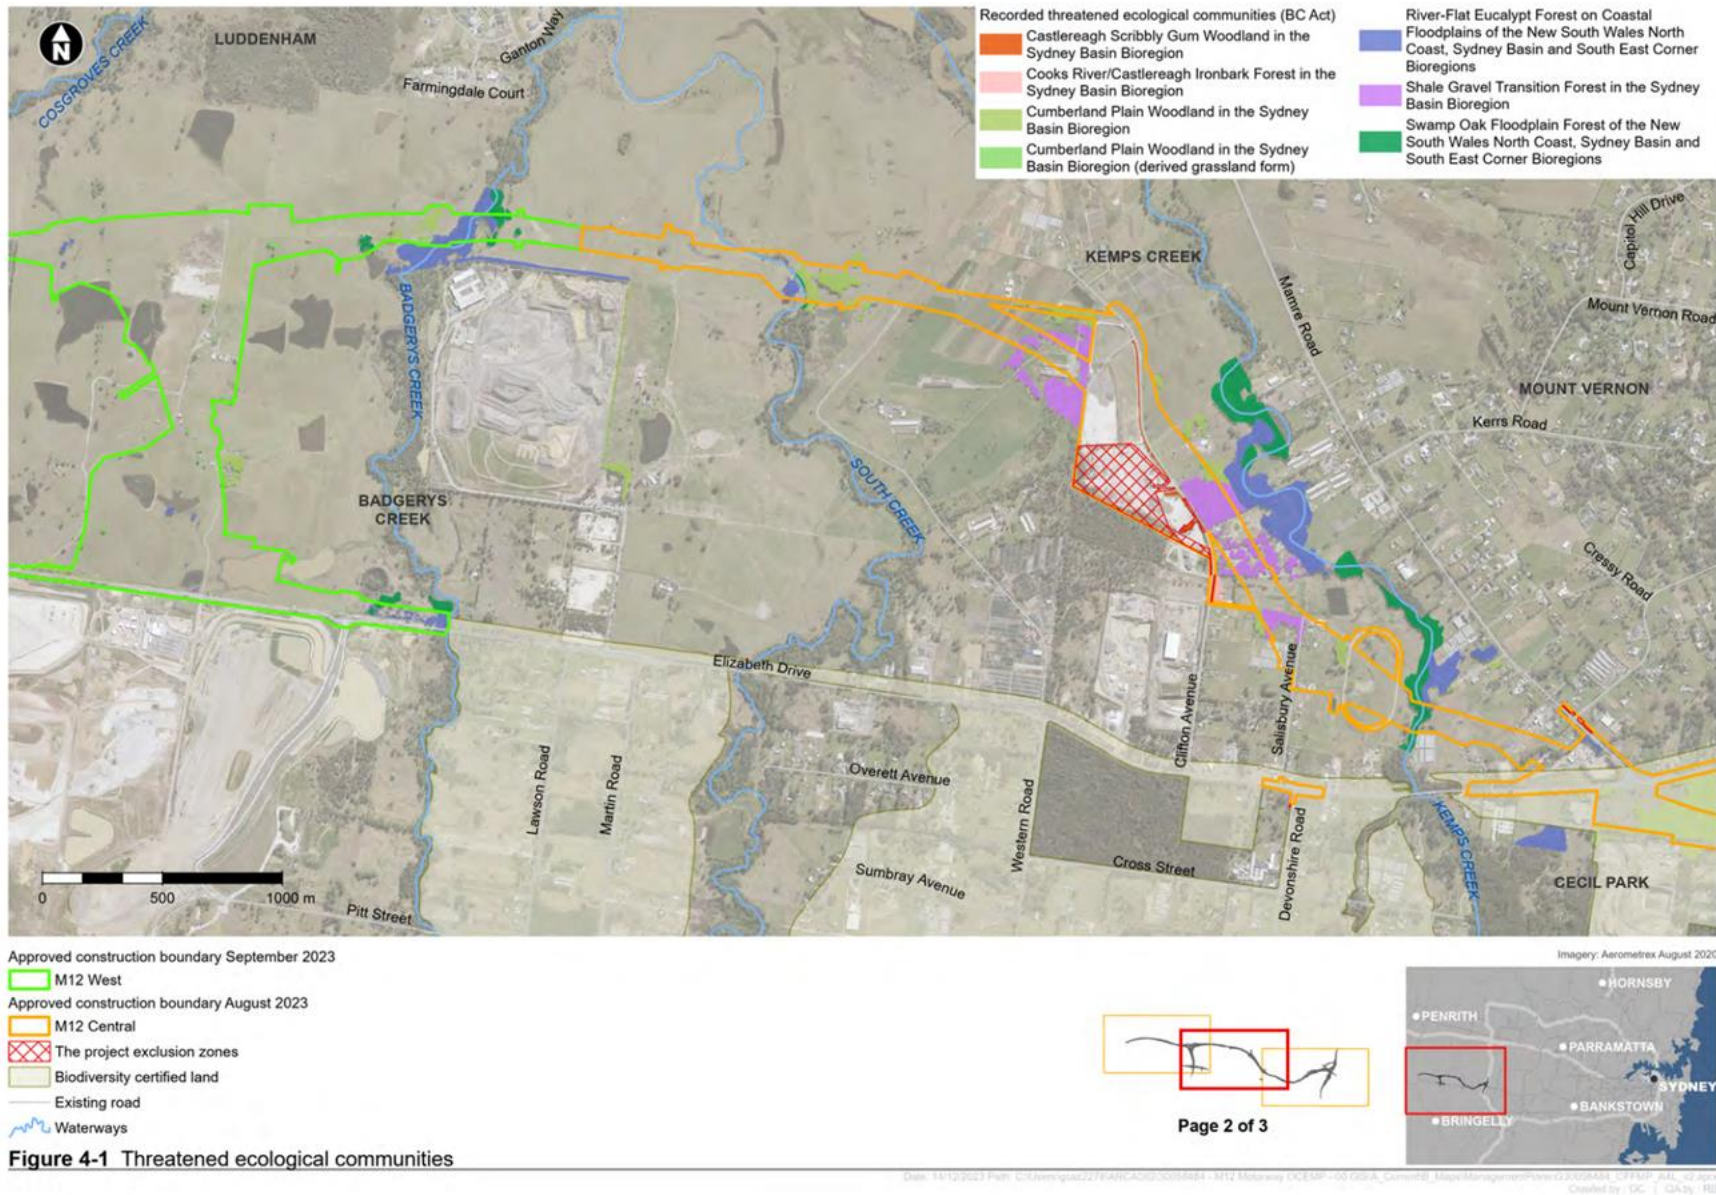 N
COSGROVES CREEK
LUDDENHAM
Ganton Way
Farmingdale Court
Recorded threatened ecological communities (BC Act)
Castlereagh Scribbly Gum Woodland in the
Sydney Basin Bioregion
Cooks River/Castlereagh Ironbark Forest in the
Sydney Basin Bioregion
Cumberland Plain Woodland in the Sydney
Basin Bioregion
Cumberland Plain Woodland in the Sydney
Basin Bioregion (derived grassland form)
River-Flat Eucalypt Forest on Coastal
Floodplains of the New South Wales North
Coast, Sydney Basin and South East Corner
Bioregions
Shale Gravel Transition Forest in the Sydney
Basin Bioregion
Swamp Oak Floodplain Forest of the New
South Wales North Coast, Sydney Basin and
South East Corner Bioregions
Capitol Hill Drive
KEMPS CREEK
Mamre Road
Mount Vernon Road
BADGERYS CREEK
MOUNT VERNON
Kerrs Road
SOUTH CREEK
BADGERYS
CREEK
Cressy Road
Elizabeth Drive
Clifton Avenue
Salisbury Avenue
Lawson Road
Martin Road
Overett Avenue
Western Road
KEMPS CREEK
Cross Street
Devonshire Road
Sumbray Avenue
CECIL PARK
0 500 1000 m
Pitt Street
Approved construction boundary September 2023
M12 West
Approved construction boundary August 2023
M12 Central
The project exclusion zones
Biodiversity certified land
Existing road
Waterways
Imagery: Aerometrex August 2020
HORNSBY
PENRITH
PARRAMATTA
SYDNEY
BANKSTOWN
BRINGELLY
Page 2 of 3
Figure 4-1 Threatened ecological communities